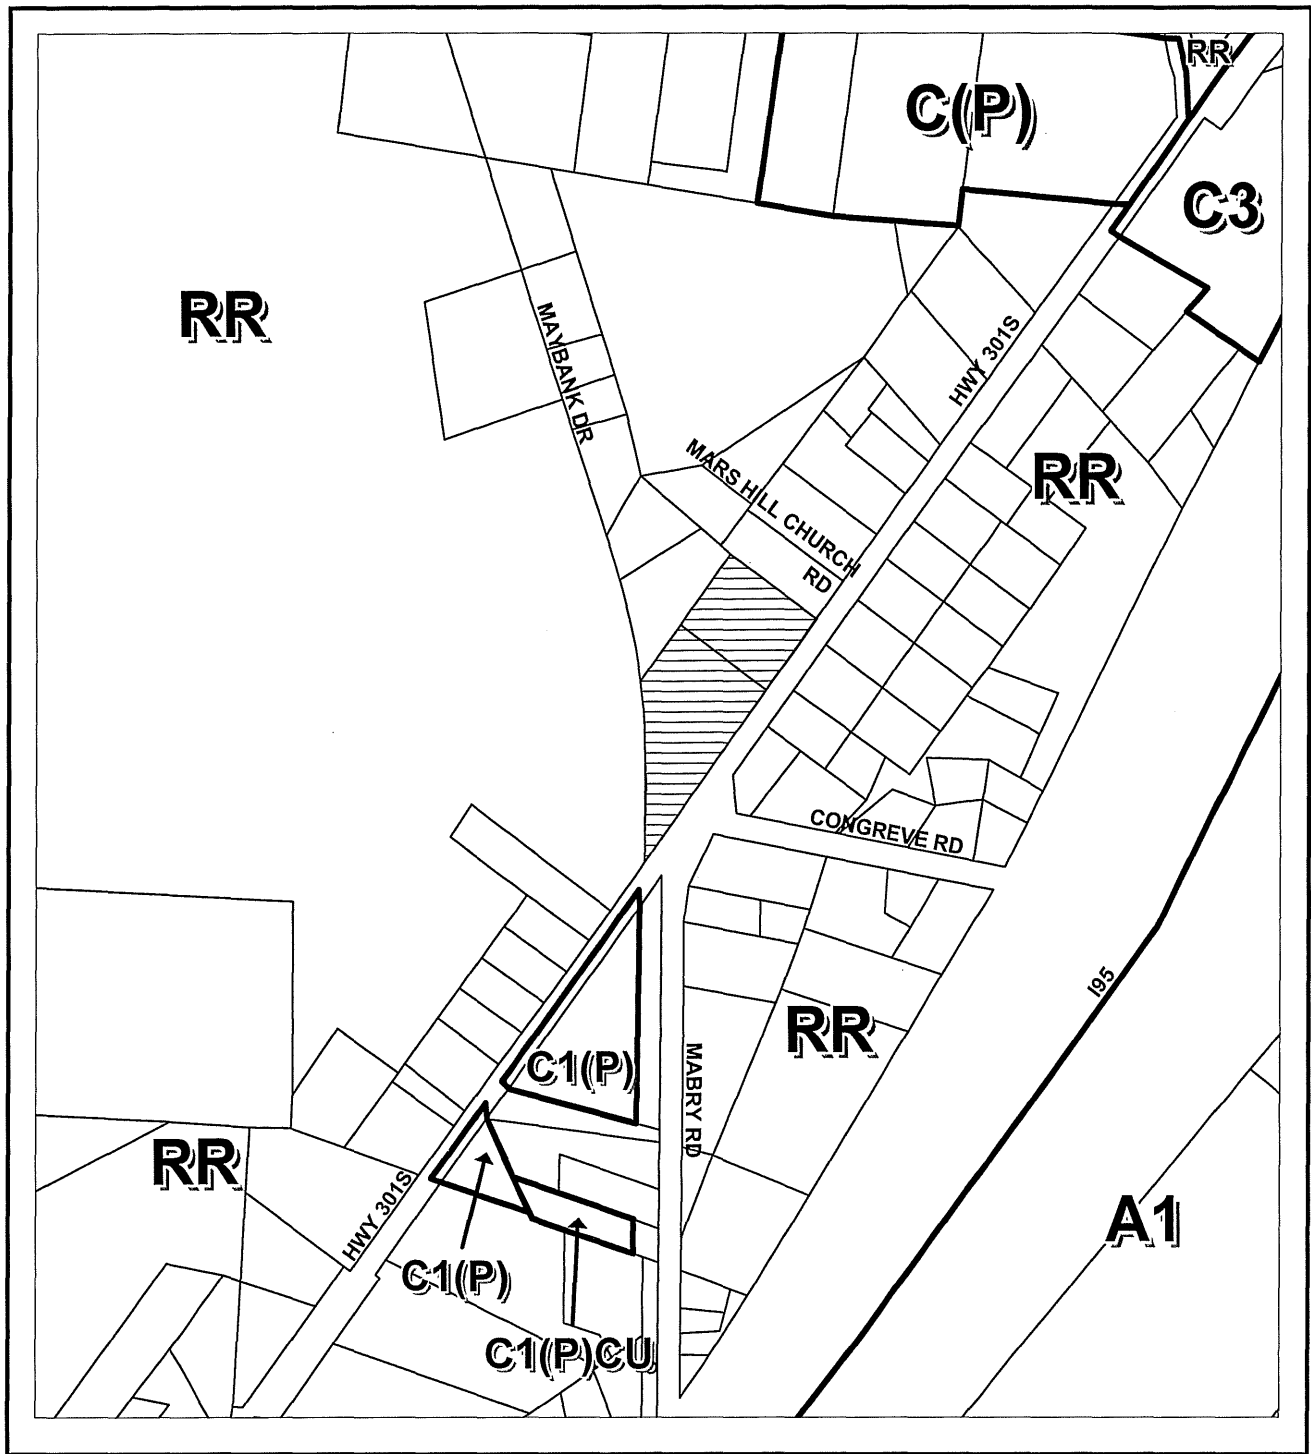 RR
C(P)
C3
RR
MAYBANK DR
HWY 301S
MARS HILL CHURCH
RD
RR
CONGREVE RD
I95
RR
C1(P)
MABRY RD
RR
HWY 301S
A1
C1(P)
C1(P)CU